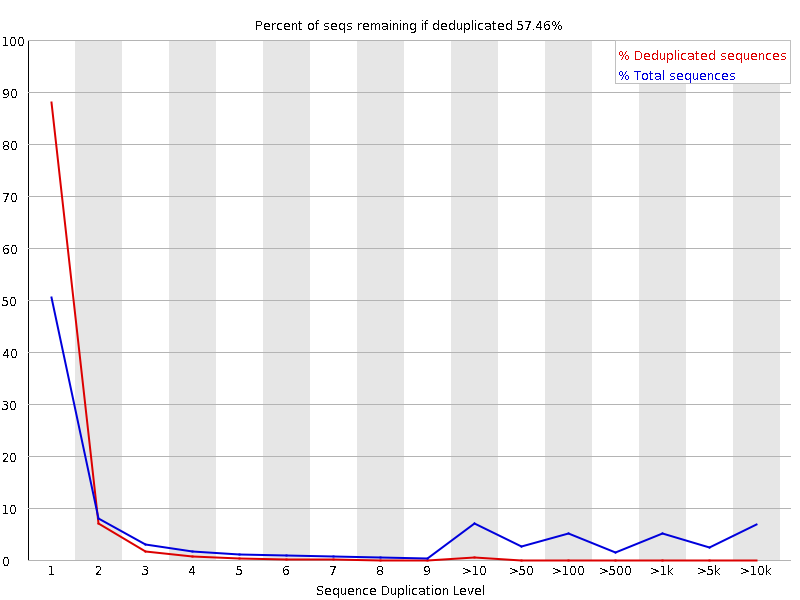 Percent of seqs remaining if deduplicated 57.46%
% Deduplicated sequences
% Total sequences
100
90
80
70
60
50
40
30
20
10
0
1 2 3 4 5 6 7 8 9 >10 >50 >100 >500 >1k >5k >10k
Sequence Duplication Level